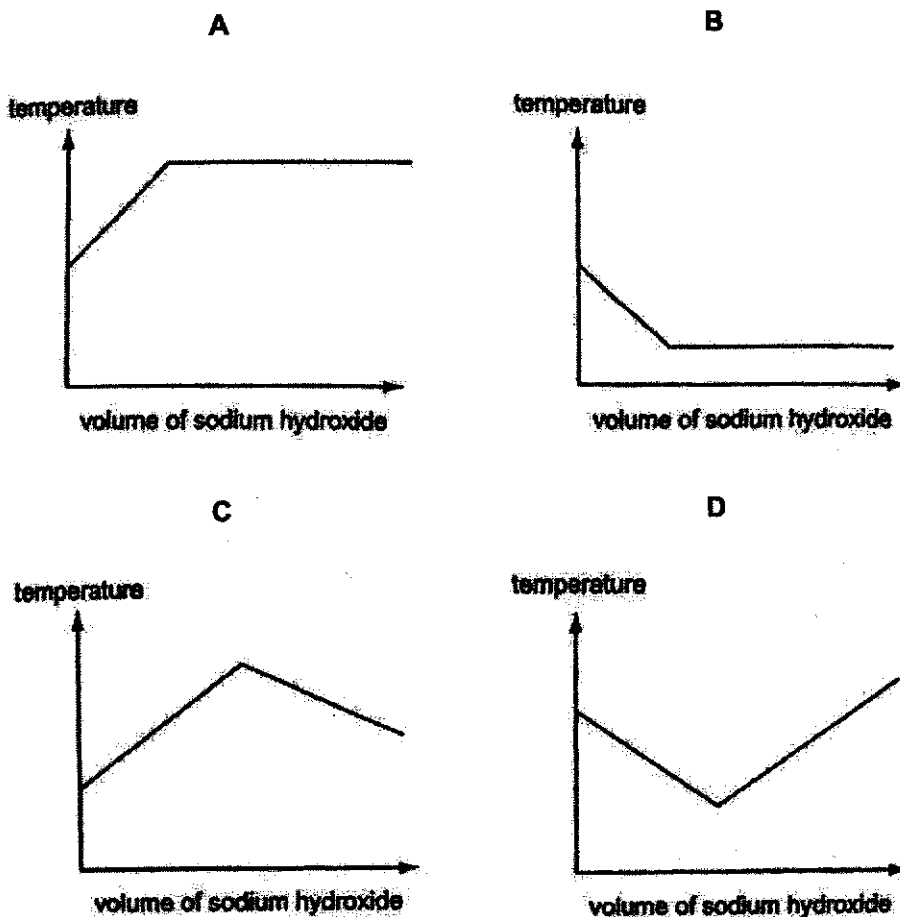 A
B
temperature
temperature
volume of sodium hydroxide
volume of sodium hydroxide
C
D
temperature
temperature
volume of sodium hydroxide
volume of sodium hydroxide